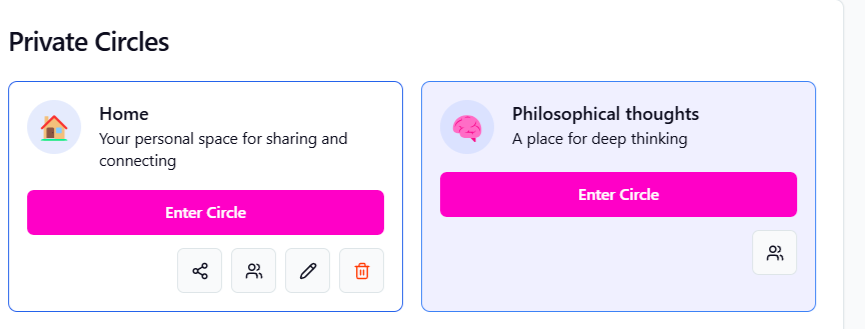 Private Circles
Home
Your personal space for sharing and
connecting
Enter Circle
Philosophical thoughts
A place for deep thinking
Enter Circle